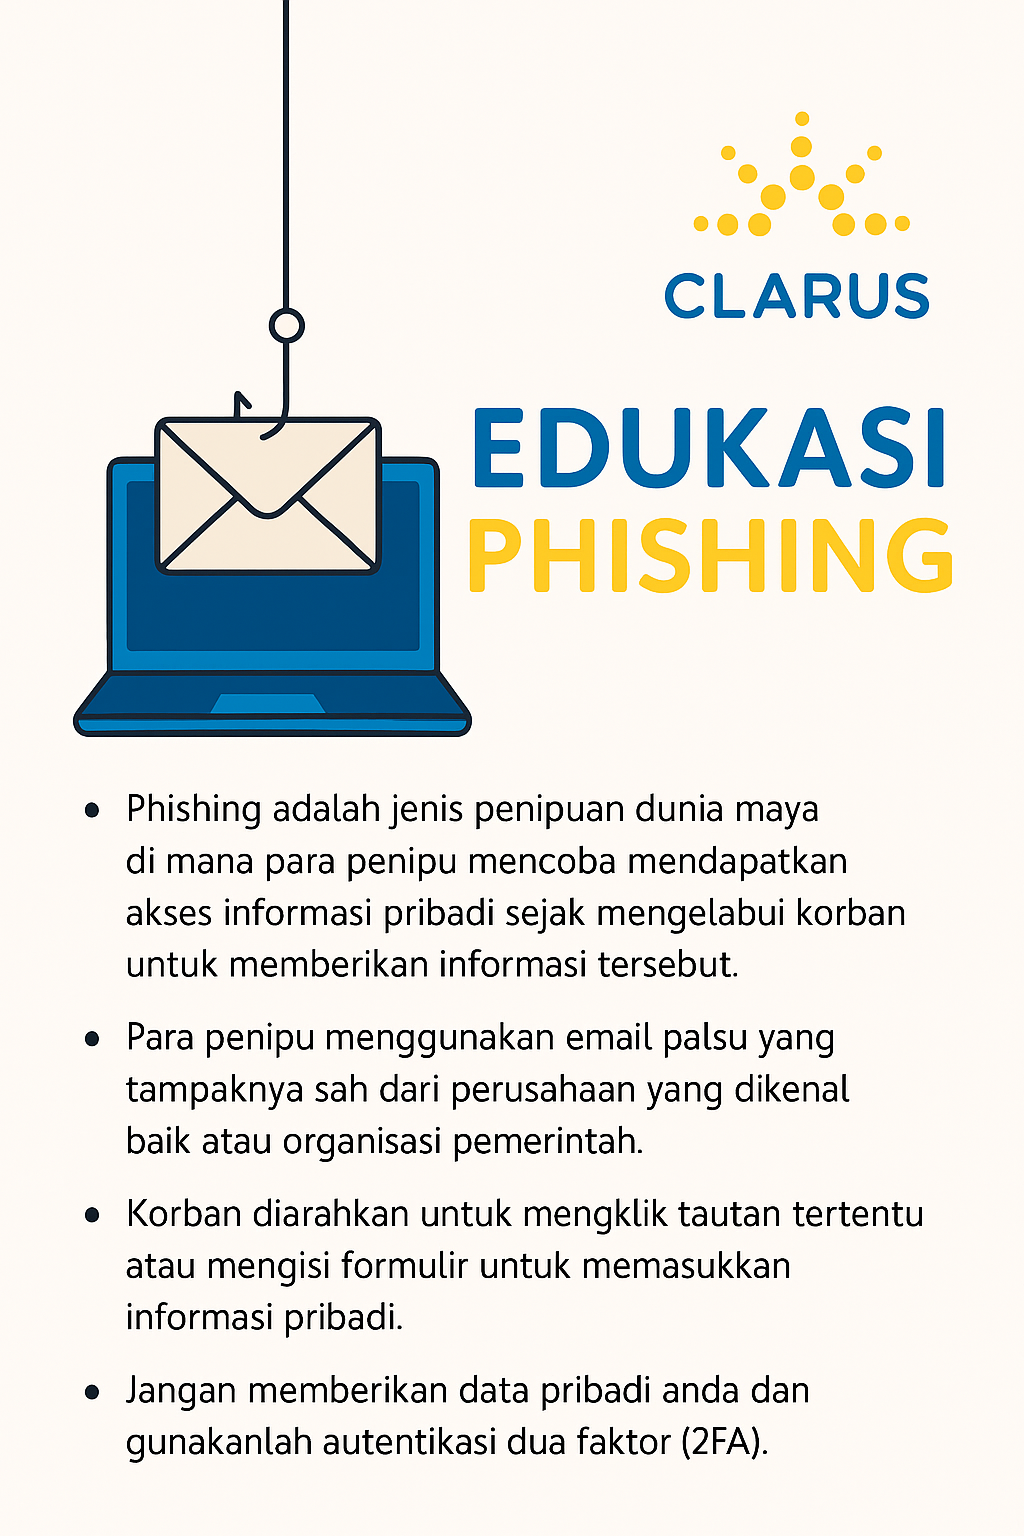 CLARUS
EDUKASI
PHISHING
• Phishing adalah jenis penipuan dunia maya
di mana para penipu mencoba mendapatkan
akses informasi pribadi sejak mengelabui korban
untuk memberikan informasi tersebut.
• Para penipu menggunakan email palsu yang
tampaknya sah dari perusahaan yang dikenal
baik atau organisasi pemerintah.
• Korban diarahkan untuk mengklik tautan tertentu
atau mengisi formulir untuk memasukkan
informasi pribadi.
• Jangan memberikan data pribadi anda dan
gunakanlah autentikasi dua faktor (2FA).